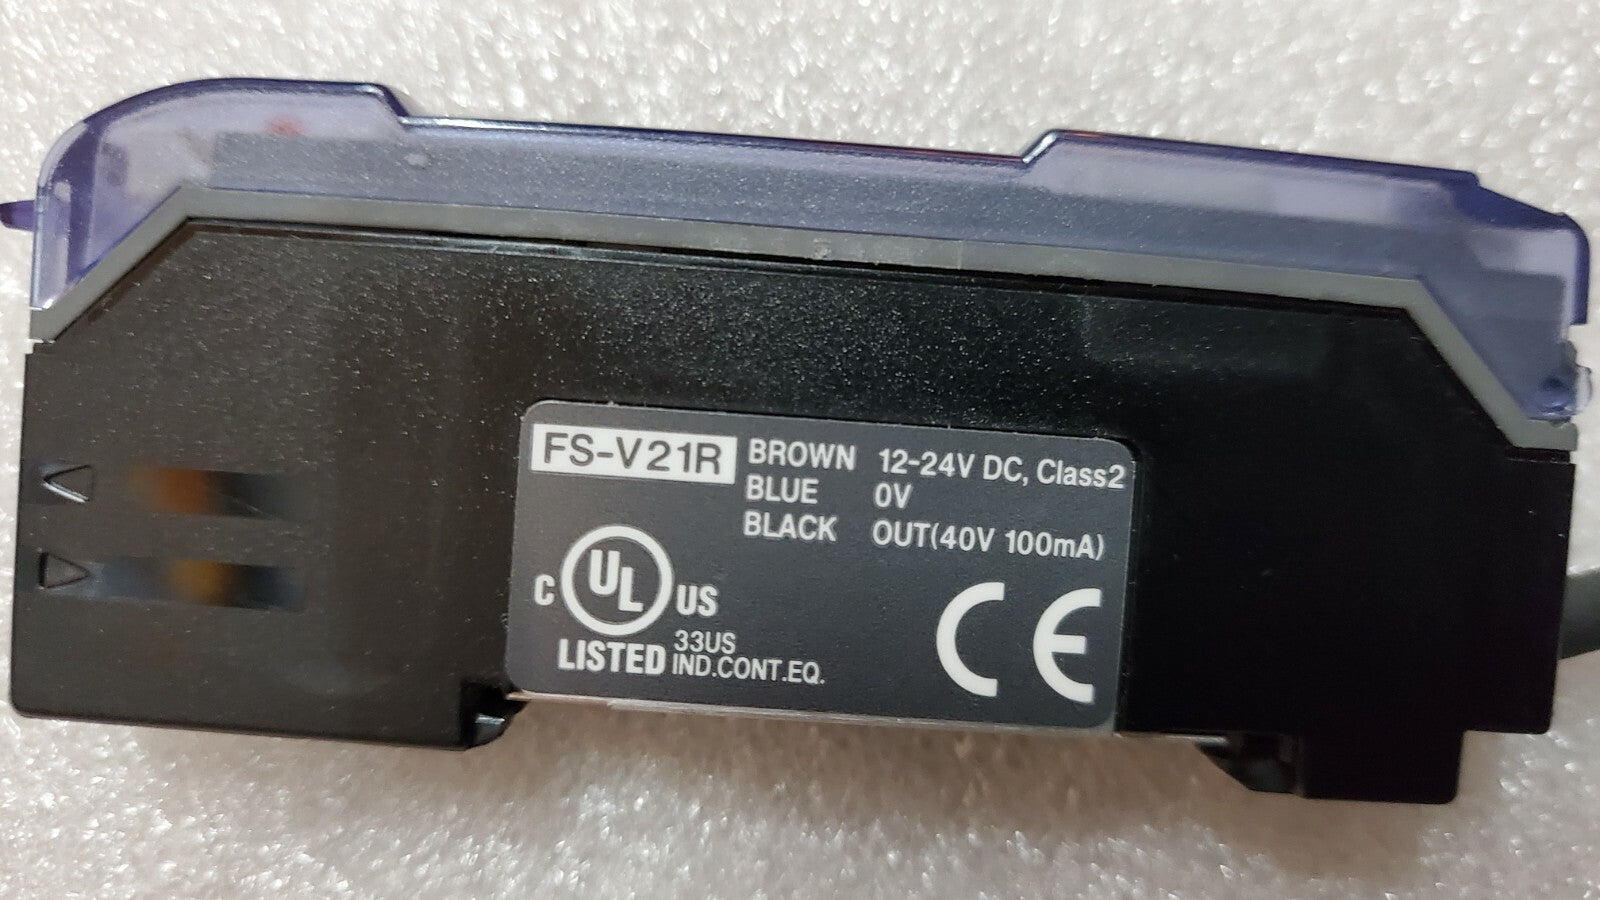 FS-V21R
BROWN 12-24V DC, Class2
BLUE 0V
BLACK OUT(40V 100mA)
C UL US
LISTED 33US IND.CONT.EQ.
CE